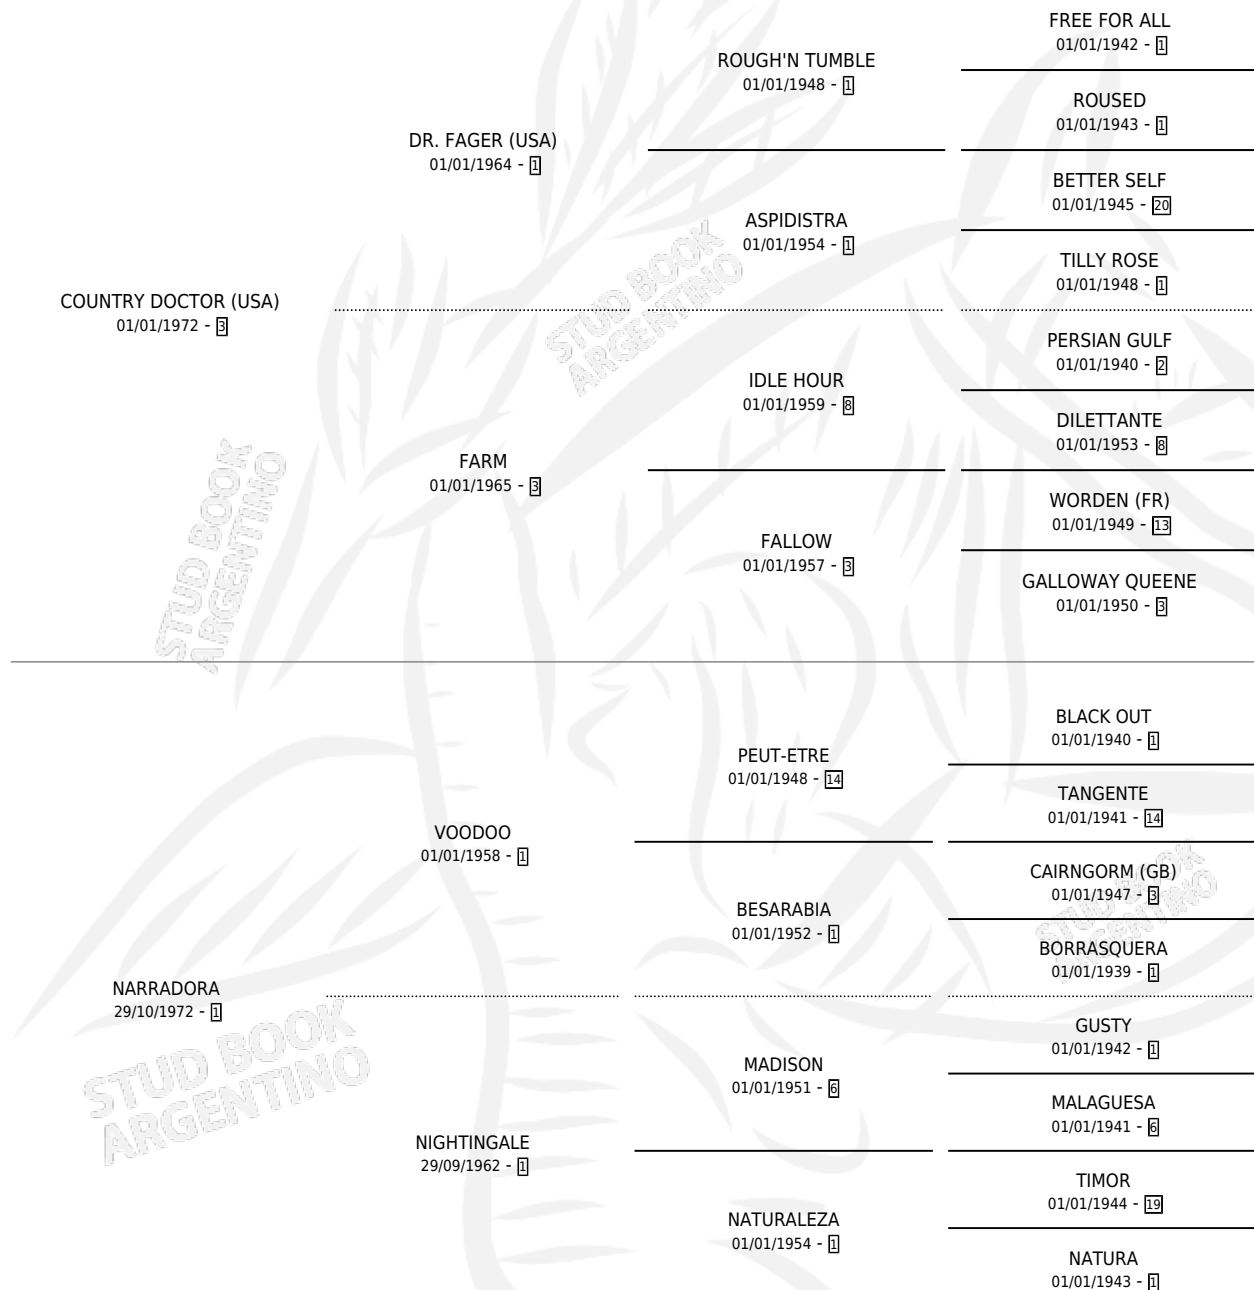 FREE FOR ALL
01/01/1942 - 1
ROUGH'N TUMBLE
01/01/1948 - 1
ROUSED
01/01/1943 - 1
DR. FAGER (USA)
01/01/1964 - 1
BETTER SELF
01/01/1945 - 20
ASPIDISTRA
01/01/1954 - 1
TILLY ROSE
01/01/1948 - 1
COUNTRY DOCTOR (USA)
01/01/1972 - 3
PERSIAN GULF
01/01/1940 - 2
IDLE HOUR
01/01/1959 - 8
DILETTANTE
01/01/1953 - 8
FARM
01/01/1965 - 3
WORDEN (FR)
01/01/1949 - 13
FALLOW
01/01/1957 - 3
GALLOWAY QUEENE
01/01/1950 - 3
BLACK OUT
01/01/1940 - 1
PEUT-ETRE
01/01/1948 - 14
TANGENTE
01/01/1941 - 14
VOODOO
01/01/1958 - 1
CAIRNGORM (GB)
01/01/1947 - 3
BESARABIA
01/01/1952 - 1
BORRASQUERA
01/01/1939 - 1
NARRADORA
29/10/1972 - 1
GUSTY
01/01/1942 - 1
MADISON
01/01/1951 - 6
MALAGUESA
01/01/1941 - 6
NIGHTINGALE
29/09/1962 - 1
TIMOR
01/01/1944 - 19
NATURALEZA
01/01/1954 - 1
NATURA
01/01/1943 - 1
STUD BOOK
ARGENTINO
STUD BOOK
ARGENTINO
STUD BOOK
ARGENTINO
STUD BOOK
ARGENTINO